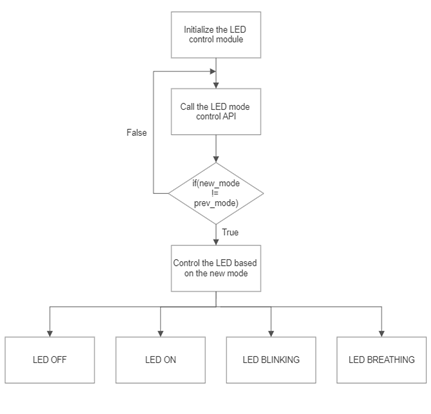 Initialize the LED
control module
Call the LED mode
control API
False
if(new_mode
!=
prev_mode)
True
Control the LED based
on the new mode
LED OFF
LED ON
LED BLINKING
LED BREATHING